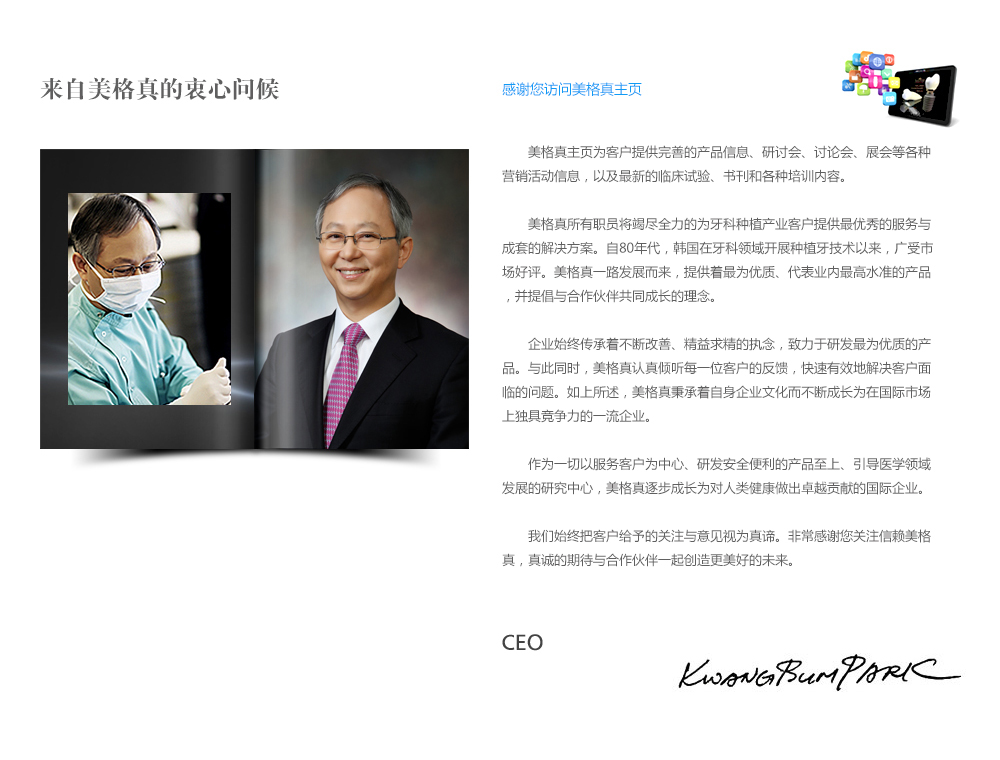 来自美格真的衷心问候
感谢您访问美格真主页
美格真主页为客户提供完善的产品信息、研讨会、讨论会、展会等各种
营销活动信息，以及最新的临床试验、书刊和各种培训内容。
美格真所有职员将竭尽全力的为牙科种植产业客户提供最优秀的服务与
成套的解决方案。自80年代，韩国在牙科领域开展种植牙技术以来，广受市
场好评。美格真一路发展而来，提供着最为优质、代表业内最高水准的产品
，并提倡与合作伙伴共同成长的理念。
企业始终传承着不断改善、精益求精的执念，致力于研发最为优质的产
品。与此同时，美格真认真倾听每一位客户的反馈，快速有效地解决客户面
临的问题。如上所述，美格真秉承着自身企业文化而不断成长为在国际市场
上独具竞争力的一流企业。
作为一切以服务客户为中心、研发安全便利的产品至上、引导医学领域
发展的研究中心，美格真逐步成长为对人类健康做出卓越贡献的国际企业。
我们始终把客户给予的关注与意见视为真谛。非常感谢您关注信赖美格
真，真诚的期待与合作伙伴一起创造更美好的未来。
CEO
KWANGBUMPARK